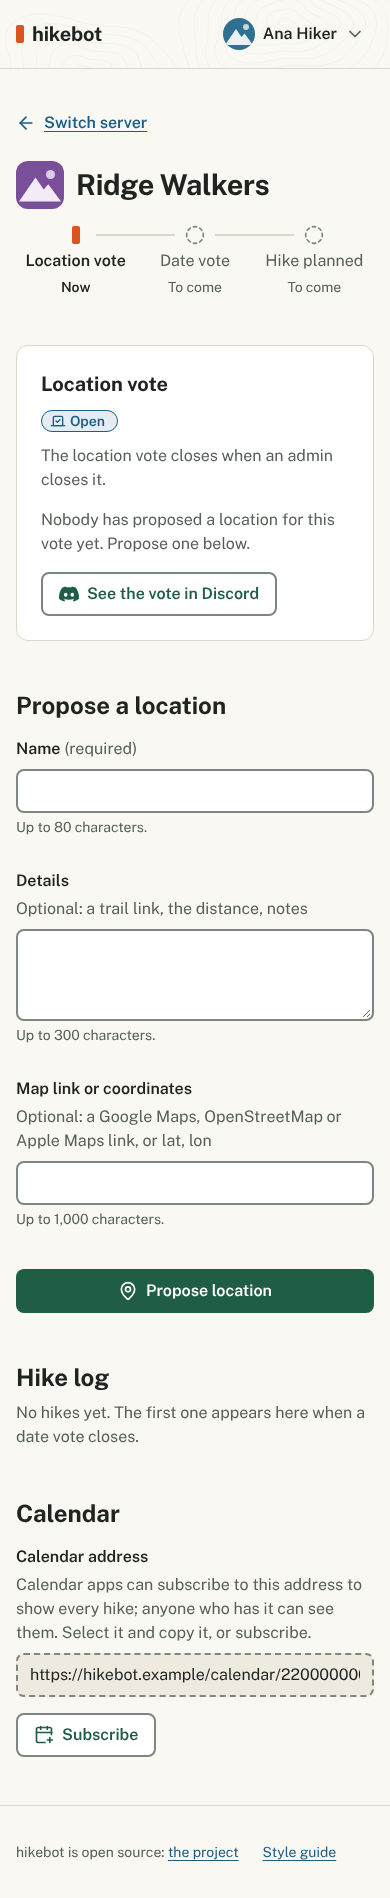 hikebot
Ana Hiker
Switch server
Ridge Walkers
Location vote
Date vote
Hike planned
Now
To come
To come
Location vote
Open
The location vote closes when an admin
closes it.
Nobody has proposed a location for this
vote yet. Propose one below.
See the vote in Discord
Propose a location
Name (required)
Up to 80 characters.
Details
Optional: a trail link, the distance, notes
Up to 300 characters.
Map link or coordinates
Optional: a Google Maps, OpenStreetMap or
Apple Maps link, or lat, lon
Up to 1,000 characters.
Propose location
Hike log
No hikes yet. The first one appears here when a
date vote closes.
Calendar
Calendar address
Calendar apps can subscribe to this address to
show every hike; anyone who has it can see
them. Select it and copy it, or subscribe.
https://hikebot.example/calendar/220000000
Subscribe
hikebot is open source: the project
Style guide